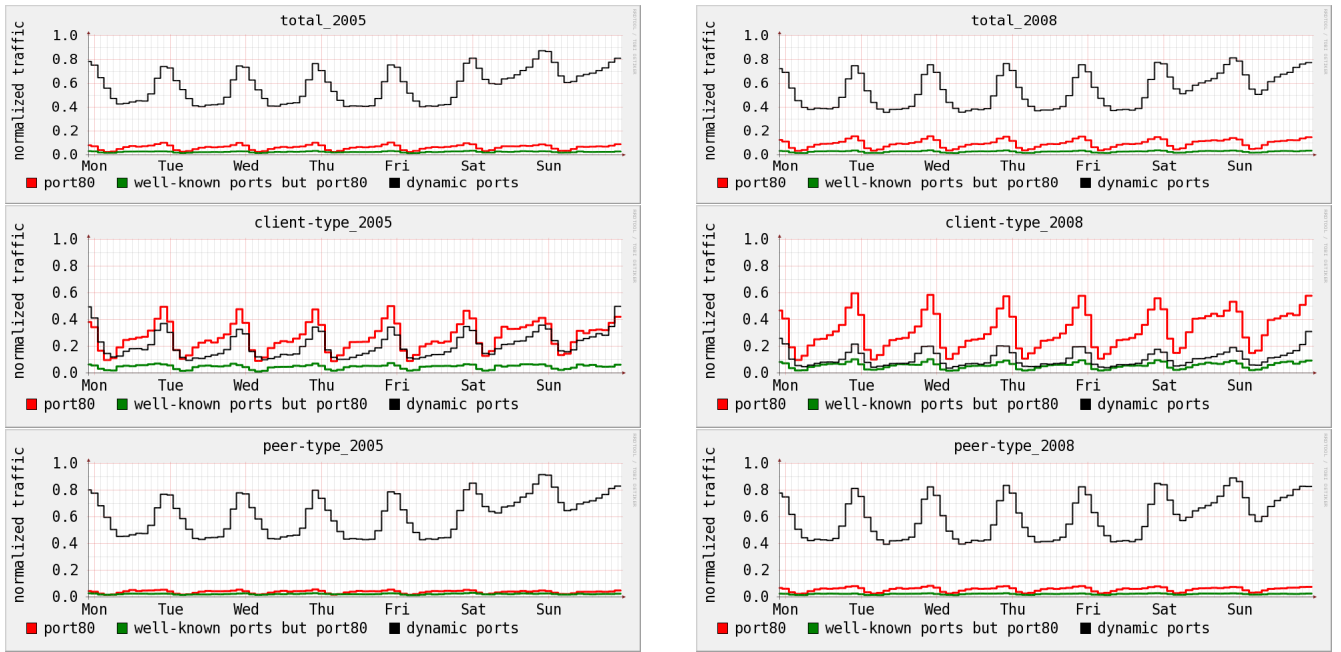 total_2005
normalized traffic
1.0
0.8
0.6
0.4
0.2
0.0
Mon Tue Wed Thu Fri Sat Sun
port80 well-known ports but port80 dynamic ports
total_2008
normalized traffic
1.0
0.8
0.6
0.4
0.2
0.0
Mon Tue Wed Thu Fri Sat Sun
port80 well-known ports but port80 dynamic ports
client-type_2005
normalized traffic
1.0
0.8
0.6
0.4
0.2
0.0
Mon Tue Wed Thu Fri Sat Sun
port80 well-known ports but port80 dynamic ports
client-type_2008
normalized traffic
1.0
0.8
0.6
0.4
0.2
0.0
Mon Tue Wed Thu Fri Sat Sun
port80 well-known ports but port80 dynamic ports
peer-type_2005
normalized traffic
1.0
0.8
0.6
0.4
0.2
0.0
Mon Tue Wed Thu Fri Sat Sun
port80 well-known ports but port80 dynamic ports
peer-type_2008
normalized traffic
1.0
0.8
0.6
0.4
0.2
0.0
Mon Tue Wed Thu Fri Sat Sun
port80 well-known ports but port80 dynamic ports